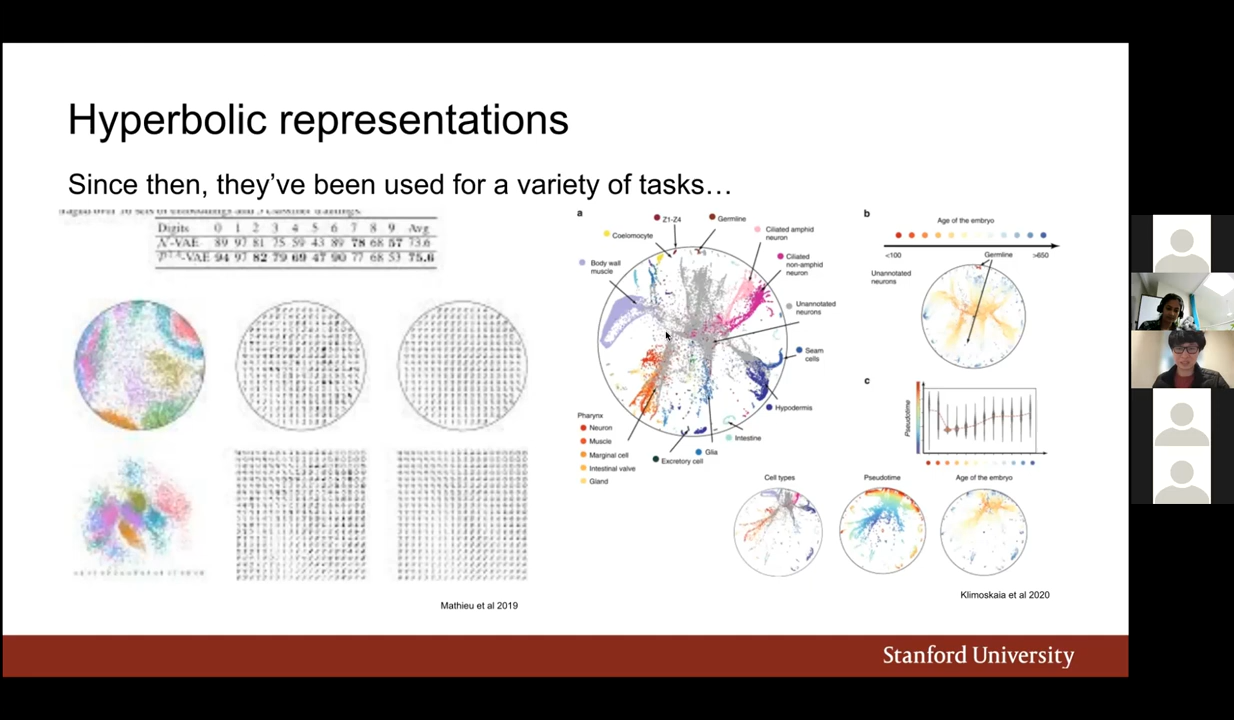 Hyperbolic representations
Since then, they've been used for a variety of tasks…
Digits 0 1 2 3 4 5 6 7 8 9 Avg
N-VAE 89 97 81 75 59 43 89 78 68 57 73.6
-VAE 94 97 82 79 69 47 90 77 68 53 75.6
Mathieu et al 2019
a
Z1-Z4
Germline
Coelomocyte
Ciliated amphid
neuron
Body wall
muscle
Ciliated
non-amphid
neuron
Unannotated
neurons
Seam
cells
Hypodermis
Intestine
Glia
Excretory cell
Pharynx
Neuron
Muscle
Marginal cell
Intestinal valve
Gland
b
Age of the embryo
<100
>650
Germline
Unannotated
neurons
c
Pseudotime
Cell types
Pseudotime
Age of the embryo
Klimoskaia et al 2020
Stanford University